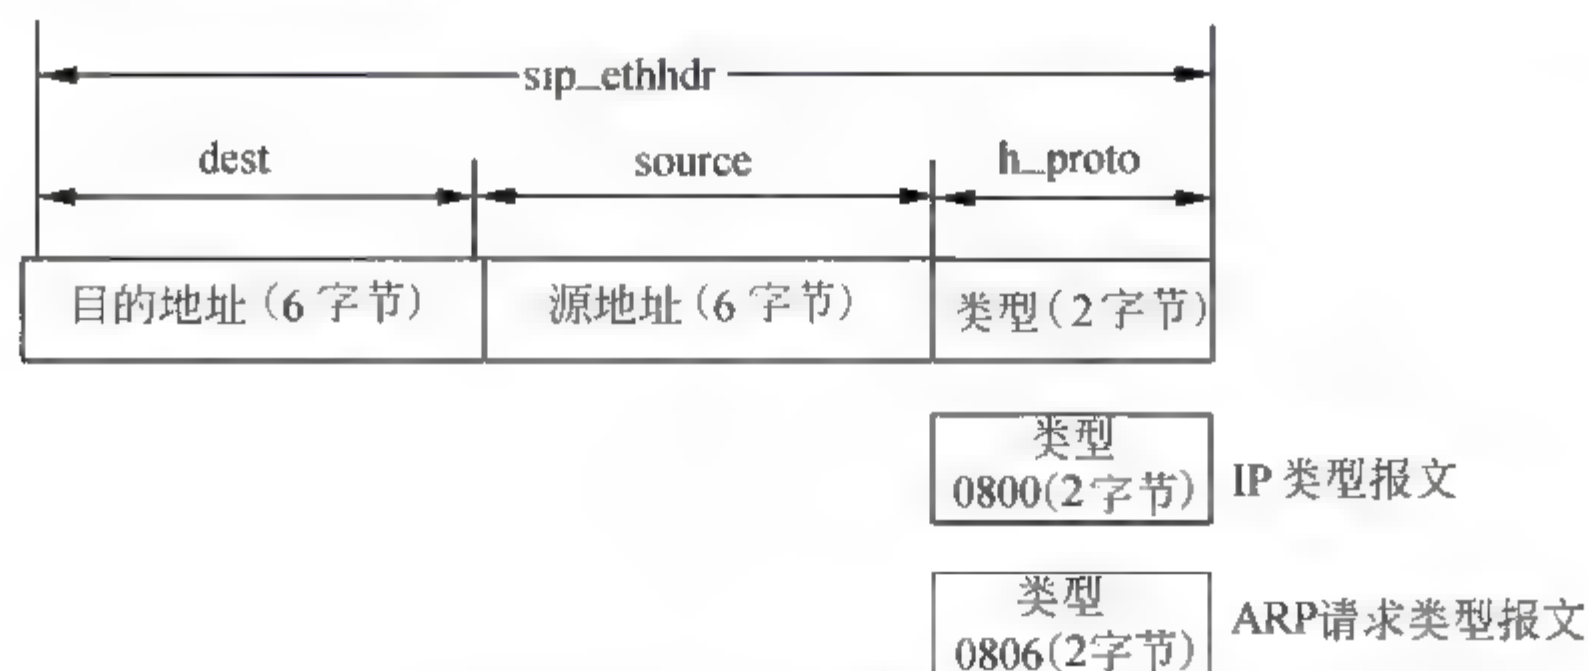 sip_ethhdr
dest
source
h_proto
目的地址(6字节)
源地址(6字节)
类型(2字节)
类型
0800(2字节)
IP 类型报文
类型
0806(2字节)
ARP请求类型报文